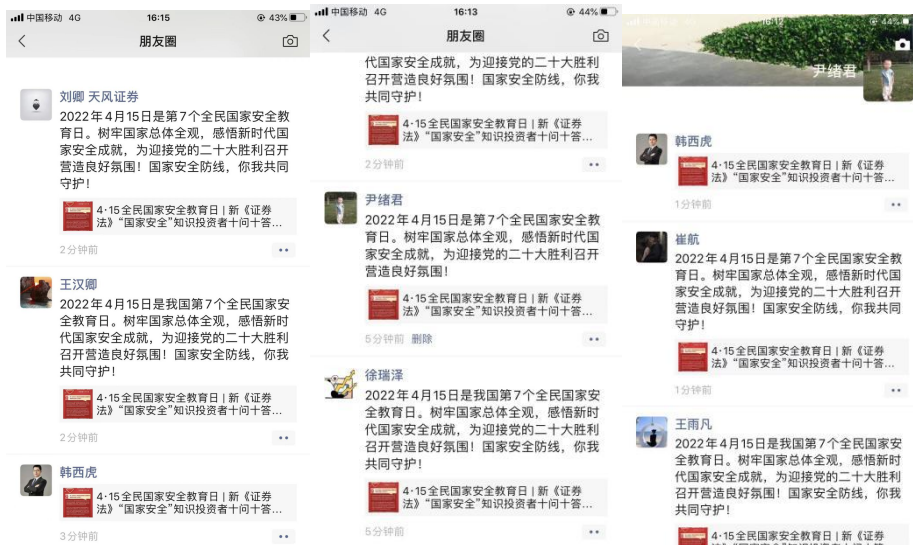 中国移动 4G 16:15 43%
朋友圈
刘卿 天风证券
2022年4月15日是第7个全民国家安全教
育日。树牢国家总体全观，感悟新时代国
家安全成就，为迎接党的二十大胜利召开
营造良好氛围！国家安全防线，你我共同
守护！
4·15全民国家安全教育日 | 新《证券
法》“国家安全”知识投资者十问十答...
2分钟前
王汉卿
2022年4月15日是我国第7个全民国家安
全教育日。树牢国家总体全观，感悟新时
代国家安全成就，为迎接党的二十大胜利
召开营造良好氛围！国家安全防线，你我
共同守护！
4·15全民国家安全教育日 | 新《证券
法》“国家安全”知识投资者十问十答...
2分钟前
韩西虎
4·15全民国家安全教育日 | 新《证券
法》“国家安全”知识投资者十问十答...
3分钟前
中国移动 4G 16:13 44%
朋友圈
代国家安全成就，为迎接党的二十大胜利
召开营造良好氛围！国家安全防线，你我
共同守护！
4·15全民国家安全教育日 | 新《证券
法》“国家安全”知识投资者十问十答...
2分钟前
尹绪君
2022年4月15日是第7个全民国家安全教
育日。树牢国家总体全观，感悟新时代国
家安全成就，为迎接党的二十大胜利召开
营造良好氛围！
4·15全民国家安全教育日 | 新《证券
法》“国家安全”知识投资者十问十答...
5分钟前 删除
徐瑞泽
2022年4月15日是我国第7个全民国家安
全教育日。树牢国家总体全观，感悟新时
代国家安全成就，为迎接党的二十大胜利
召开营造良好氛围！国家安全防线，你我
共同守护！
4·15全民国家安全教育日 | 新《证券
法》“国家安全”知识投资者十问十答...
5分钟前
44%
尹绪君
韩西虎
4·15全民国家安全教育日 | 新《证券
法》“国家安全”知识投资者十问十答...
1分钟前
崔航
2022年4月15日是第7个全民国家安全教
育日。树牢国家总体全观，感悟新时代国
家安全成就，为迎接党的二十大胜利召开
营造良好氛围！国家安全防线，你我共同
守护！
4·15全民国家安全教育日 | 新《证券
法》“国家安全”知识投资者十问十答...
1分钟前
王雨凡
2022年4月15日是我国第7个全民国家安
全教育日。树牢国家总体全观，感悟新时
代国家安全成就，为迎接党的二十大胜利
召开营造良好氛围！国家安全防线，你我
共同守护！
4·15全民国家安全教育日 | 新《证券